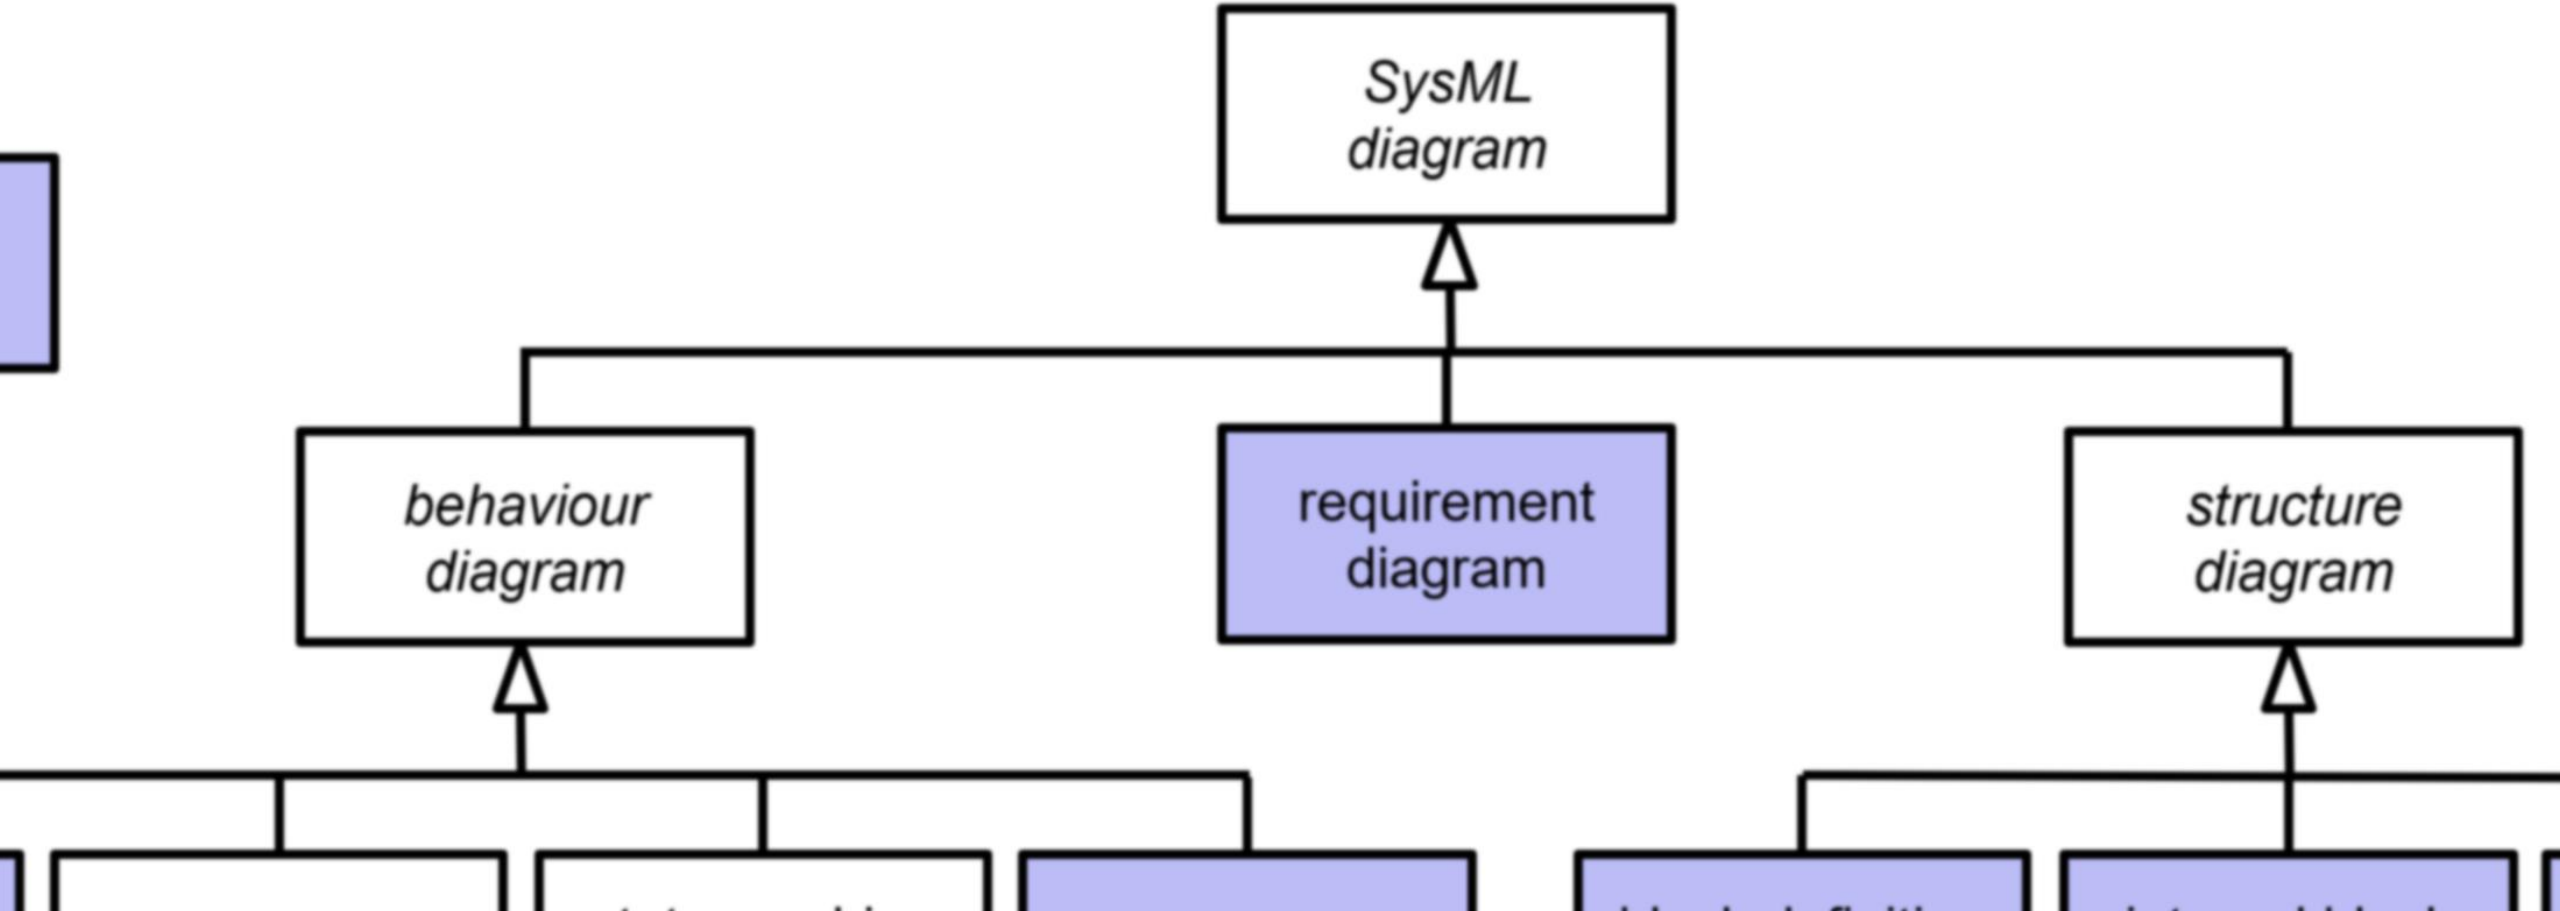 SysML
diagram
behaviour
diagram
requirement
diagram
structure
diagram